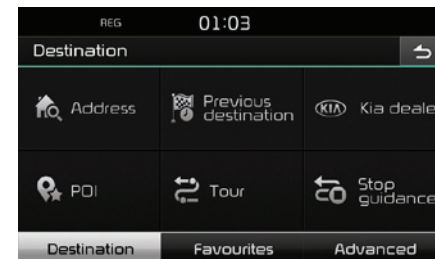 REG 01:03
Destination
Address
Previous
destination
KIA Kia deale
POI
Tour
Stop
guidance
Destination Favourites Advanced